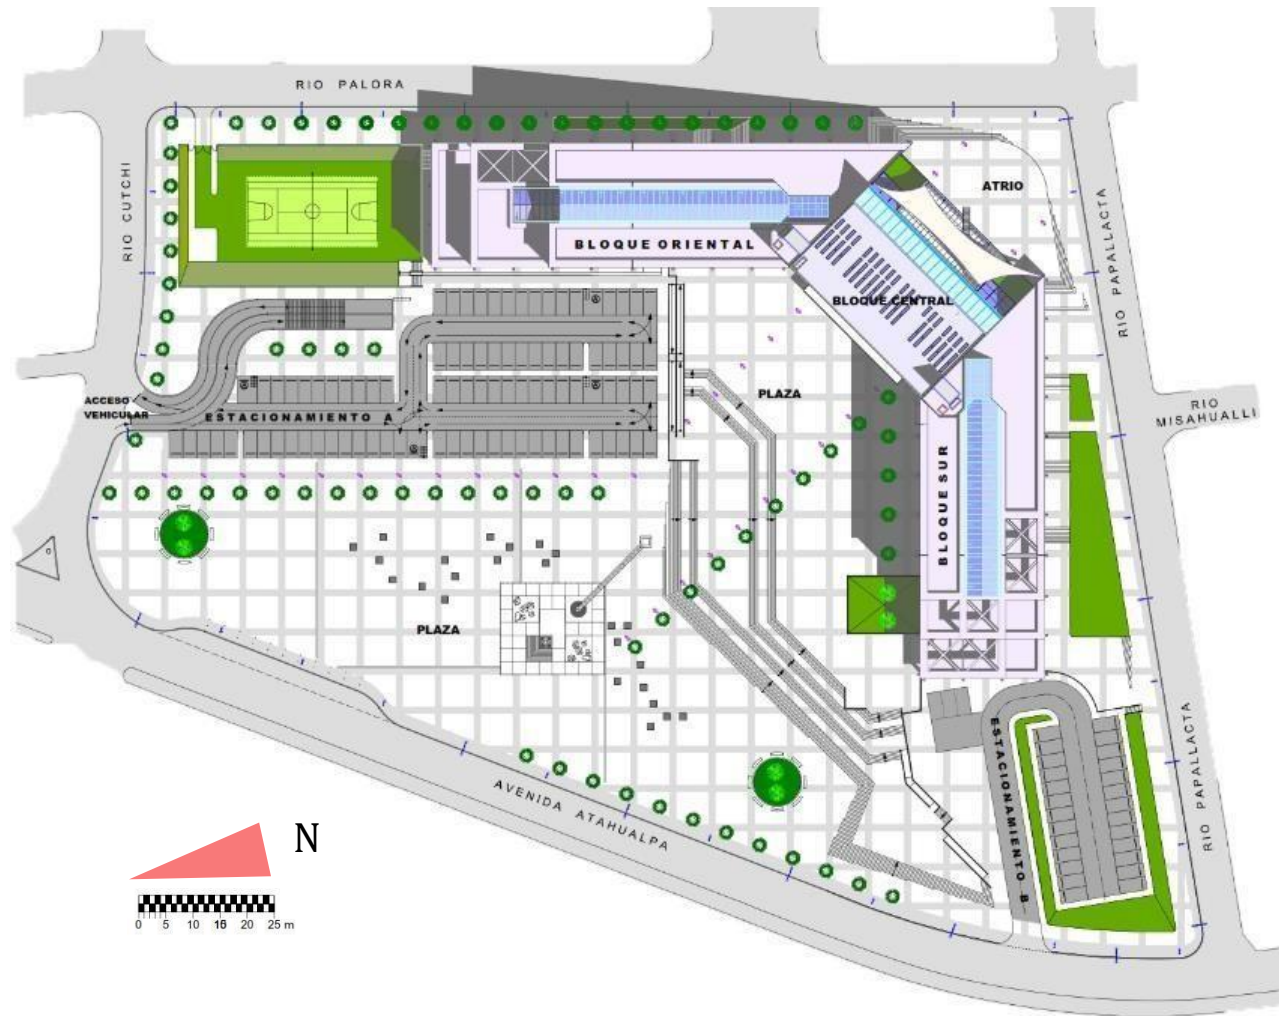 RIO PALORA
RIO CUTCHI
ATRIO
RIO PAPALLACTA
BLOQUE ORIENTAL
BLOQUE CENTRAL
PLAZA
ACCESO
VEHICULAR
ESTACIONAMIENTO A
RIO
MISAHUALLI
BLOQUE SUR
PLAZA
ESTACIONAMIENTO B
RIO PAPALLACTA
AVENIDA ATAHUALPA
N
0 5 10 15 20 25 m